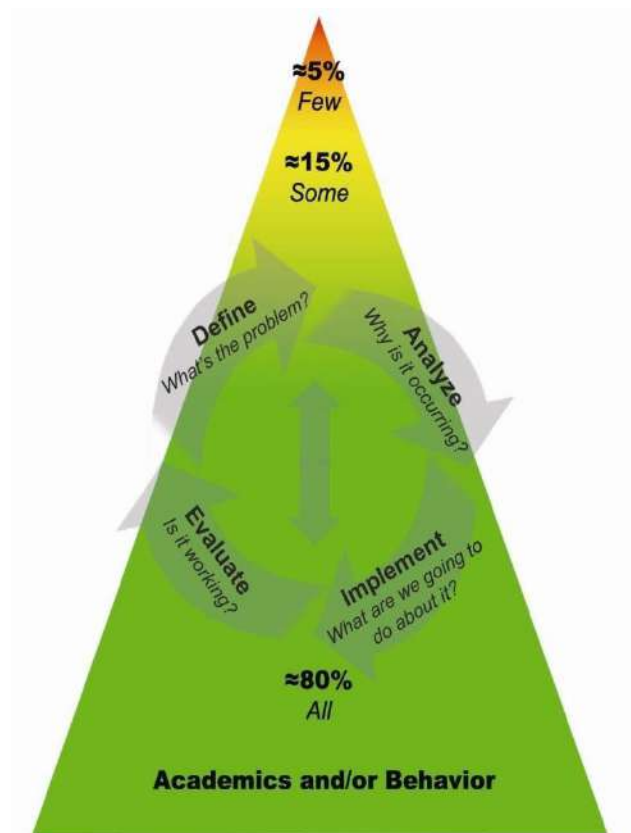 ≈5%
Few
≈15%
Some
Define
What's the problem?
Analyze
Why is it occurring?
Implement
What are we going to
do about it?
Evaluate
Is it working?
≈80%
All
Academics and/or Behavior